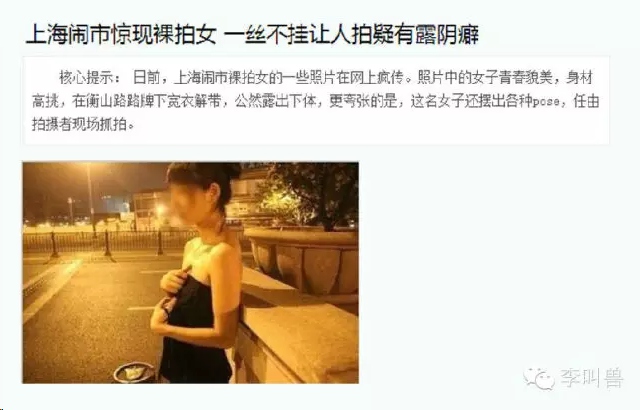 上海闹市惊现裸拍女 一丝不挂让人拍疑有露阴癖
核心提示： 日前，上海闹市裸拍女的一些照片在网上疯传。照片中的女子青春貌美，身材
高挑，在衡山路路牌下宽衣解带，公然露出下体，更夸张的是，这名女子还摆出各种pose，任由
拍摄者现场抓拍。
李叫兽